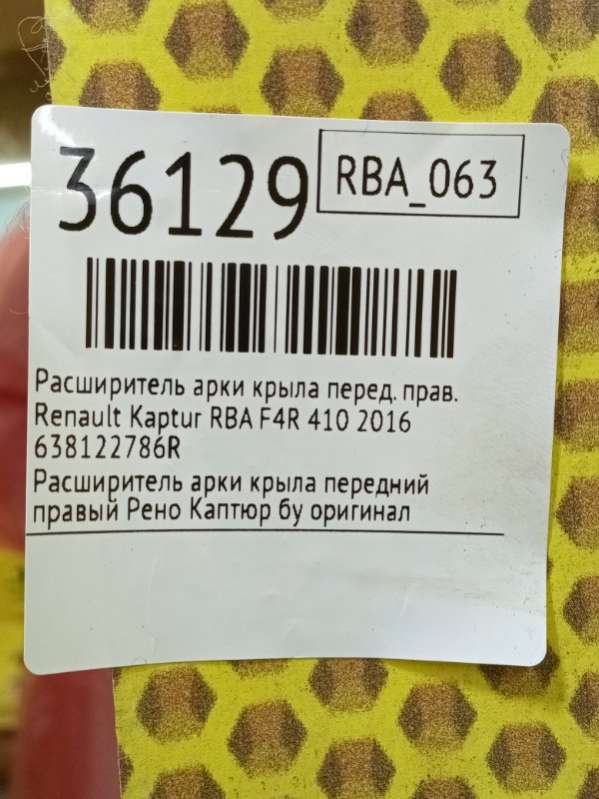 36129
RBA_063
Расширитель арки крыла перед. прав.
Renault Kaptur RBA F4R 410 2016
638122786R
Расширитель арки крыла передний
правый Рено Каптюр бу оригинал